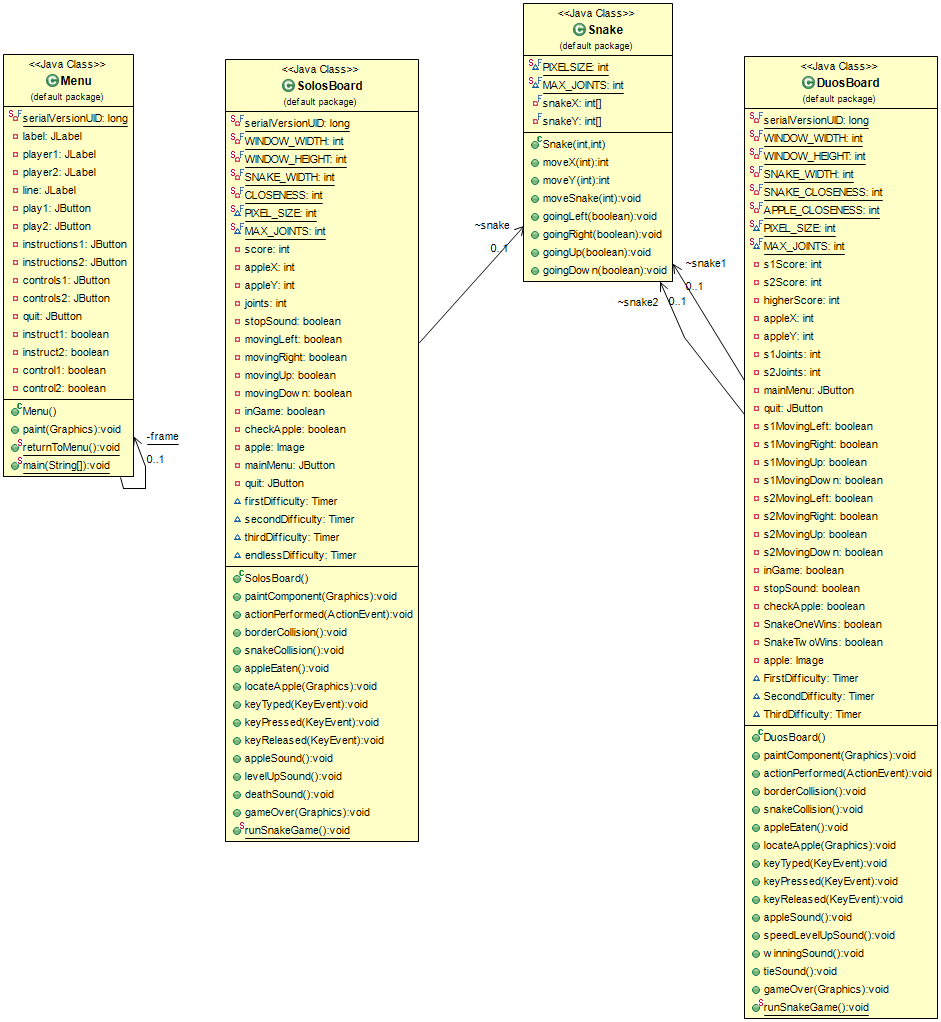 <<Java Class>>
Menu
(default package)
serialVersionUID: long
label: JLabel
player1: JLabel
player2: JLabel
line: JLabel
play1: JButton
play2: JButton
instructions1: JButton
instructions2: JButton
controls1: JButton
controls2: JButton
quit: JButton
instruct1: boolean
instruct2: boolean
control1: boolean
control2: boolean
Menu()
paint(Graphics):void
returnToMenu():void
main(String[]):void
-frame
0..1
<<Java Class>>
SolosBoard
(default package)
serialVersionUID: long
WINDOW_WIDTH: int
WINDOW_HEIGHT: int
SNAKE_WIDTH: int
CLOSENESS: int
PIXEL_SIZE: int
MAX_JOINTS: int
score: int
appleX: int
appleY: int
joints: int
stopSound: boolean
movingLeft: boolean
movingRight: boolean
movingUp: boolean
movingDown: boolean
inGame: boolean
checkApple: boolean
apple: Image
mainMenu: JButton
quit: JButton
firstDifficulty: Timer
secondDifficulty: Timer
thirdDifficulty: Timer
endlessDifficulty: Timer
SolosBoard()
paintComponent(Graphics):void
actionPerformed(ActionEvent):void
borderCollision():void
snakeCollision():void
appleEaten():void
locateApple(Graphics):void
keyTyped(KeyEvent):void
keyPressed(KeyEvent):void
keyReleased(KeyEvent):void
appleSound():void
levelUpSound():void
deathSound():void
gameOver(Graphics):void
runSnakeGame():void
~snake
0..1
<<Java Class>>
Snake
(default package)
PIXELSIZE: int
MAX_JOINTS: int
snakeX: int[]
snakeY: int[]
Snake(int,int)
moveX(int):int
moveY(int):int
moveSnake(int):void
goingLeft(boolean):void
goingRight(boolean):void
goingUp(boolean):void
goingDown(boolean):void
~snake1
0..1
~snake2
0..1
<<Java Class>>
DuosBoard
(default package)
serialVersionUID: long
WINDOW_WIDTH: int
WINDOW_HEIGHT: int
SNAKE_WIDTH: int
SNAKE_CLOSENESS: int
APPLE_CLOSENESS: int
PIXEL_SIZE: int
MAX_JOINTS: int
s1Score: int
s2Score: int
higherScore: int
appleX: int
appleY: int
s1Joints: int
s2Joints: int
mainMenu: JButton
quit: JButton
s1MovingLeft: boolean
s1MovingRight: boolean
s1MovingUp: boolean
s1MovingDown: boolean
s2MovingLeft: boolean
s2MovingRight: boolean
s2MovingUp: boolean
s2MovingDown: boolean
inGame: boolean
stopSound: boolean
checkApple: boolean
SnakeOneWins: boolean
SnakeTwoWins: boolean
apple: Image
FirstDifficulty: Timer
SecondDifficulty: Timer
ThirdDifficulty: Timer
DuosBoard()
paintComponent(Graphics):void
actionPerformed(ActionEvent):void
borderCollision():void
snakeCollision():void
appleEaten():void
locateApple(Graphics):void
keyTyped(KeyEvent):void
keyPressed(KeyEvent):void
keyReleased(KeyEvent):void
appleSound():void
speedLevelUpSound():void
winningSound():void
tieSound():void
gameOver(Graphics):void
runSnakeGame():void